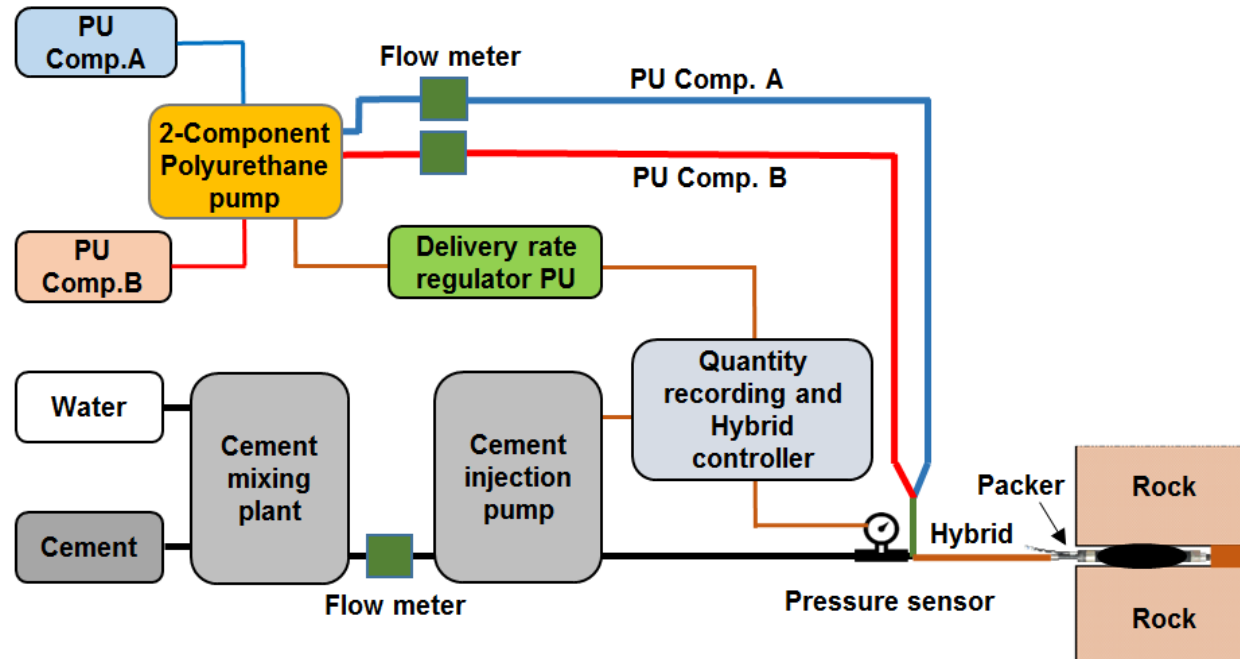 PU
Comp.A
Flow meter
PU Comp. A
2-Component
Polyurethane
pump
PU Comp. B
PU
Comp.B
Delivery rate
regulator PU
Quantity
recording and
Hybrid
controller
Water
Cement
mixing
plant
Cement
injection
pump
Cement
Flow meter
Pressure sensor
Hybrid
Packer
Rock
Rock